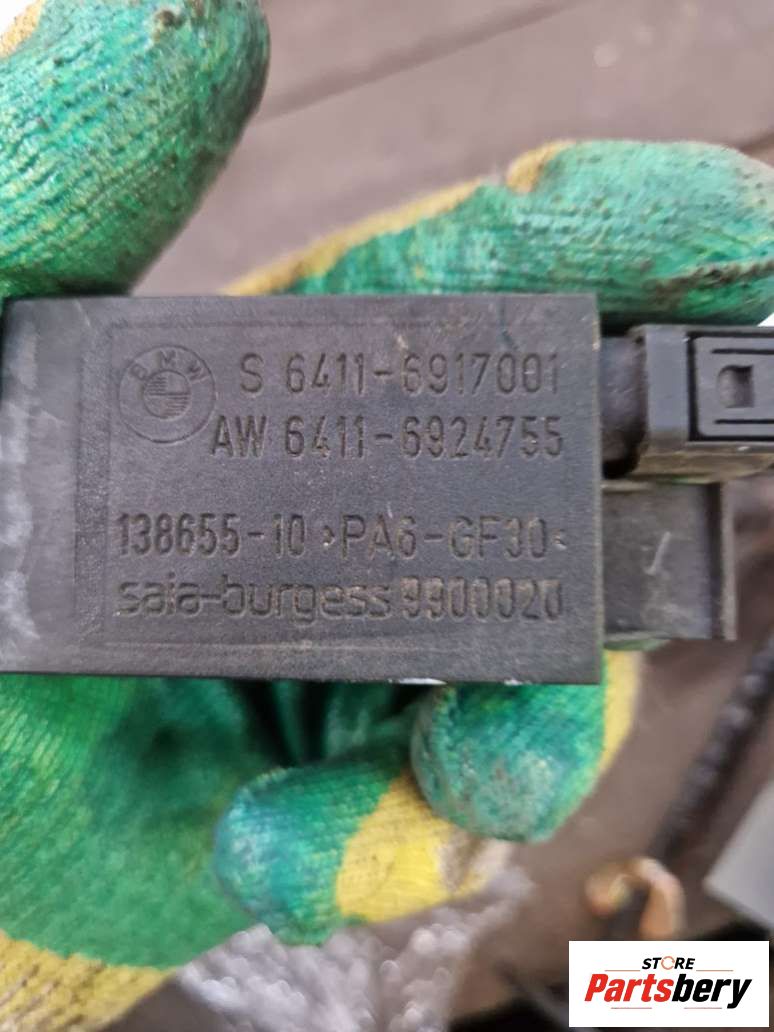 BMW
S 6411-6917001
AW 6411-6924755
138655-10 >PA6-GF30<
saia-burgess 9900020
STORE
Partsbery